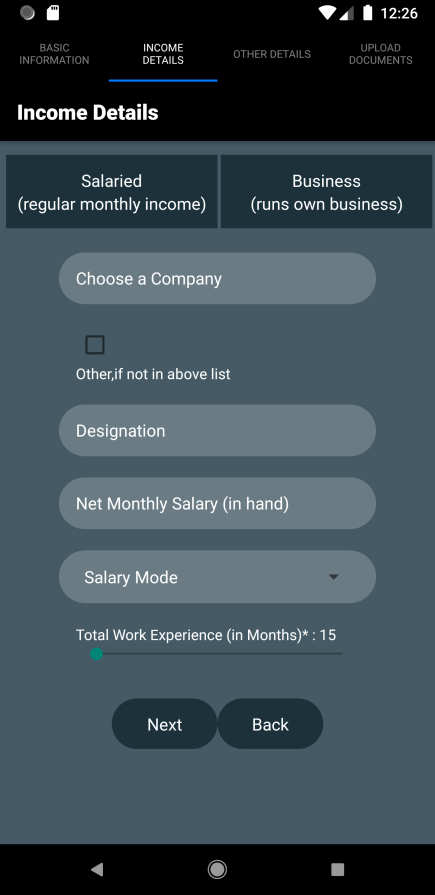 12:26
BASIC
INFORMATION
INCOME
DETAILS
OTHER DETAILS
UPLOAD
DOCUMENTS
Income Details
Salaried
(regular monthly income)
Business
(runs own business)
Choose a Company
Other,if not in above list
Designation
Net Monthly Salary (in hand)
Salary Mode
Total Work Experience (in Months)* : 15
Next
Back